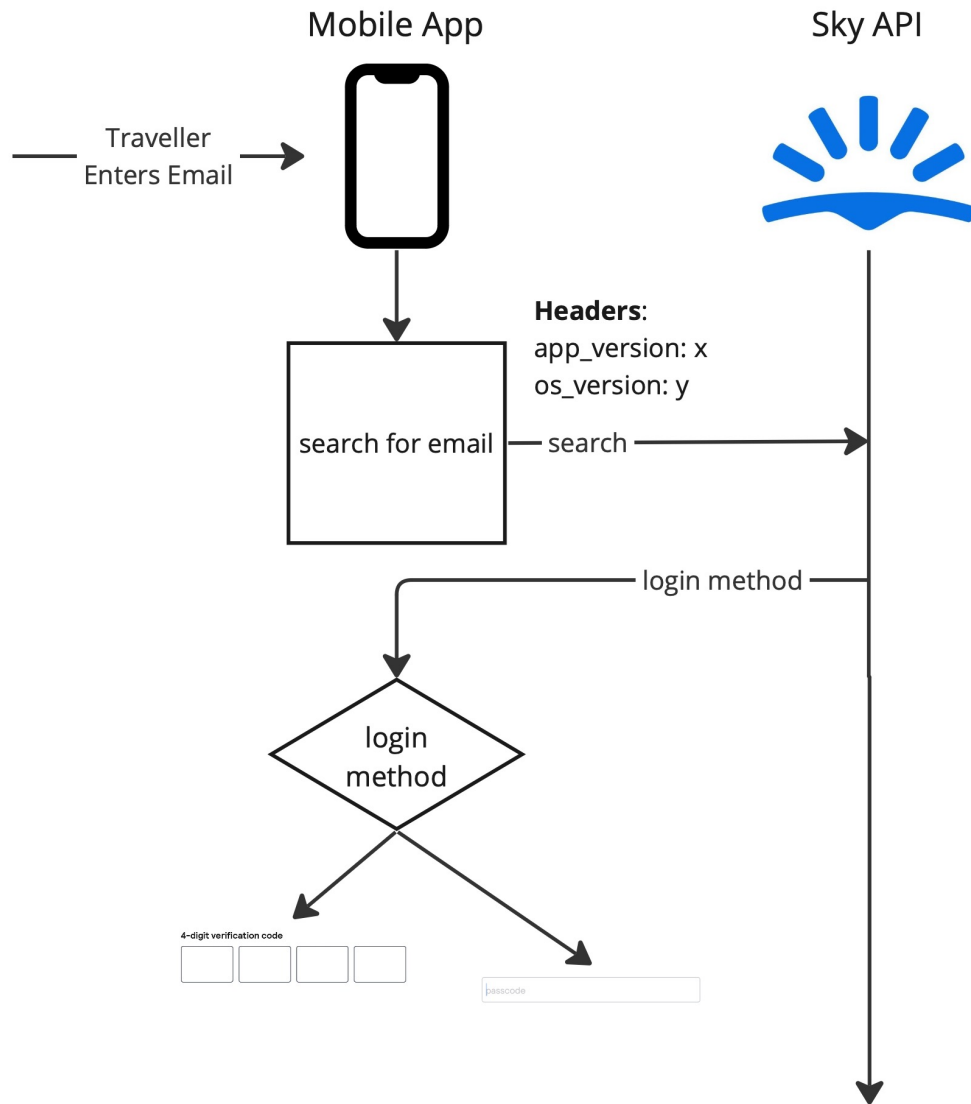 Mobile App
Sky API
Traveller
Enters Email
Headers:
app_version: x
os_version: y
search for email
search
login method
login
method
4-digit verification code
passcode